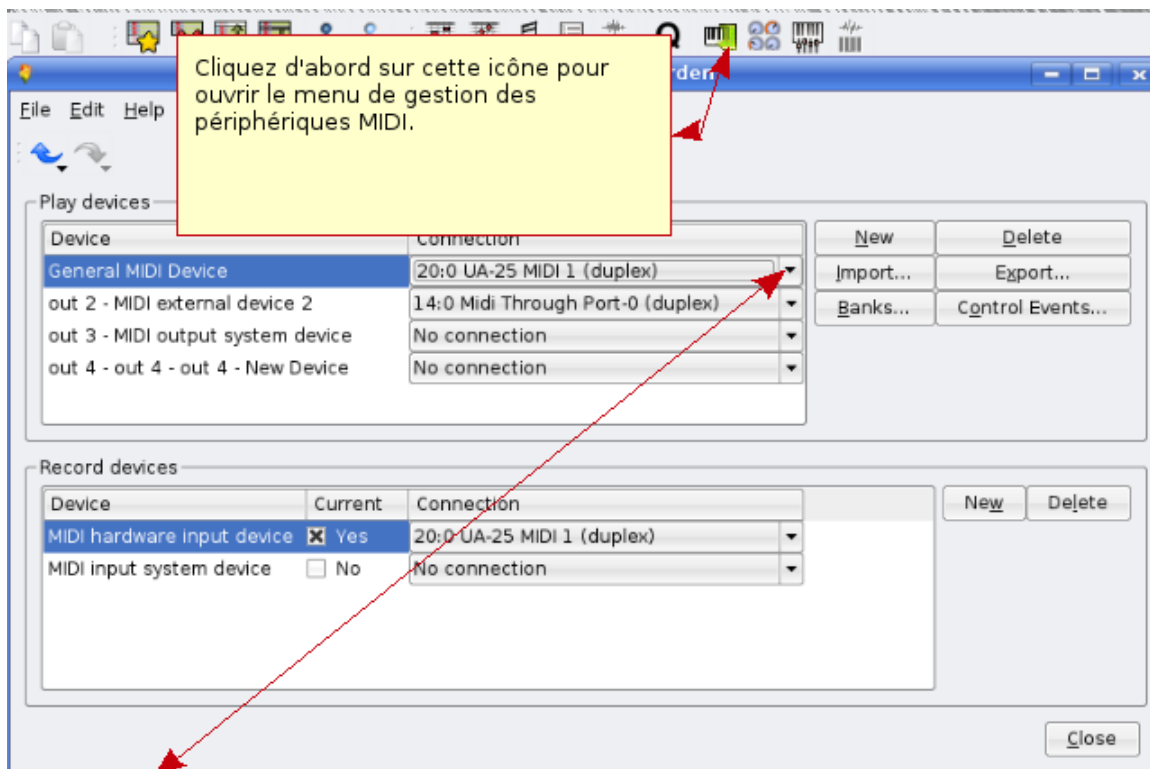 Cliquez d'abord sur cette icône pour
ouvrir le menu de gestion des
périphériques MIDI.
File Edit Help
Play devices
Device Connection
New Delete
General MIDI Device 20:0 UA-25 MIDI 1 (duplex)
Import... Export...
out 2 - MIDI external device 2 14:0 Midi Through Port-0 (duplex)
Banks... Control Events...
out 3 - MIDI output system device No connection
out 4 - out 4 - out 4 - New Device No connection
Record devices
Device Current Connection
New Delete
MIDI hardware input device Yes 20:0 UA-25 MIDI 1 (duplex)
MIDI input system device No No connection
Close